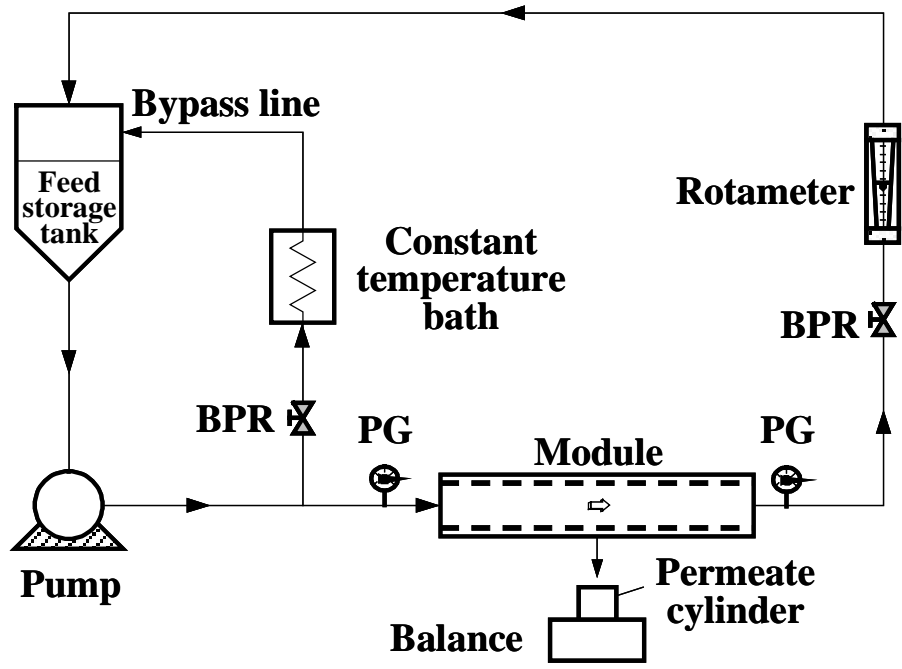 Bypass line
Feed
storage
tank
Rotameter
Constant
temperature
bath
BPR
BPR
PG
Module
PG
Pump
Permeate
cylinder
Balance